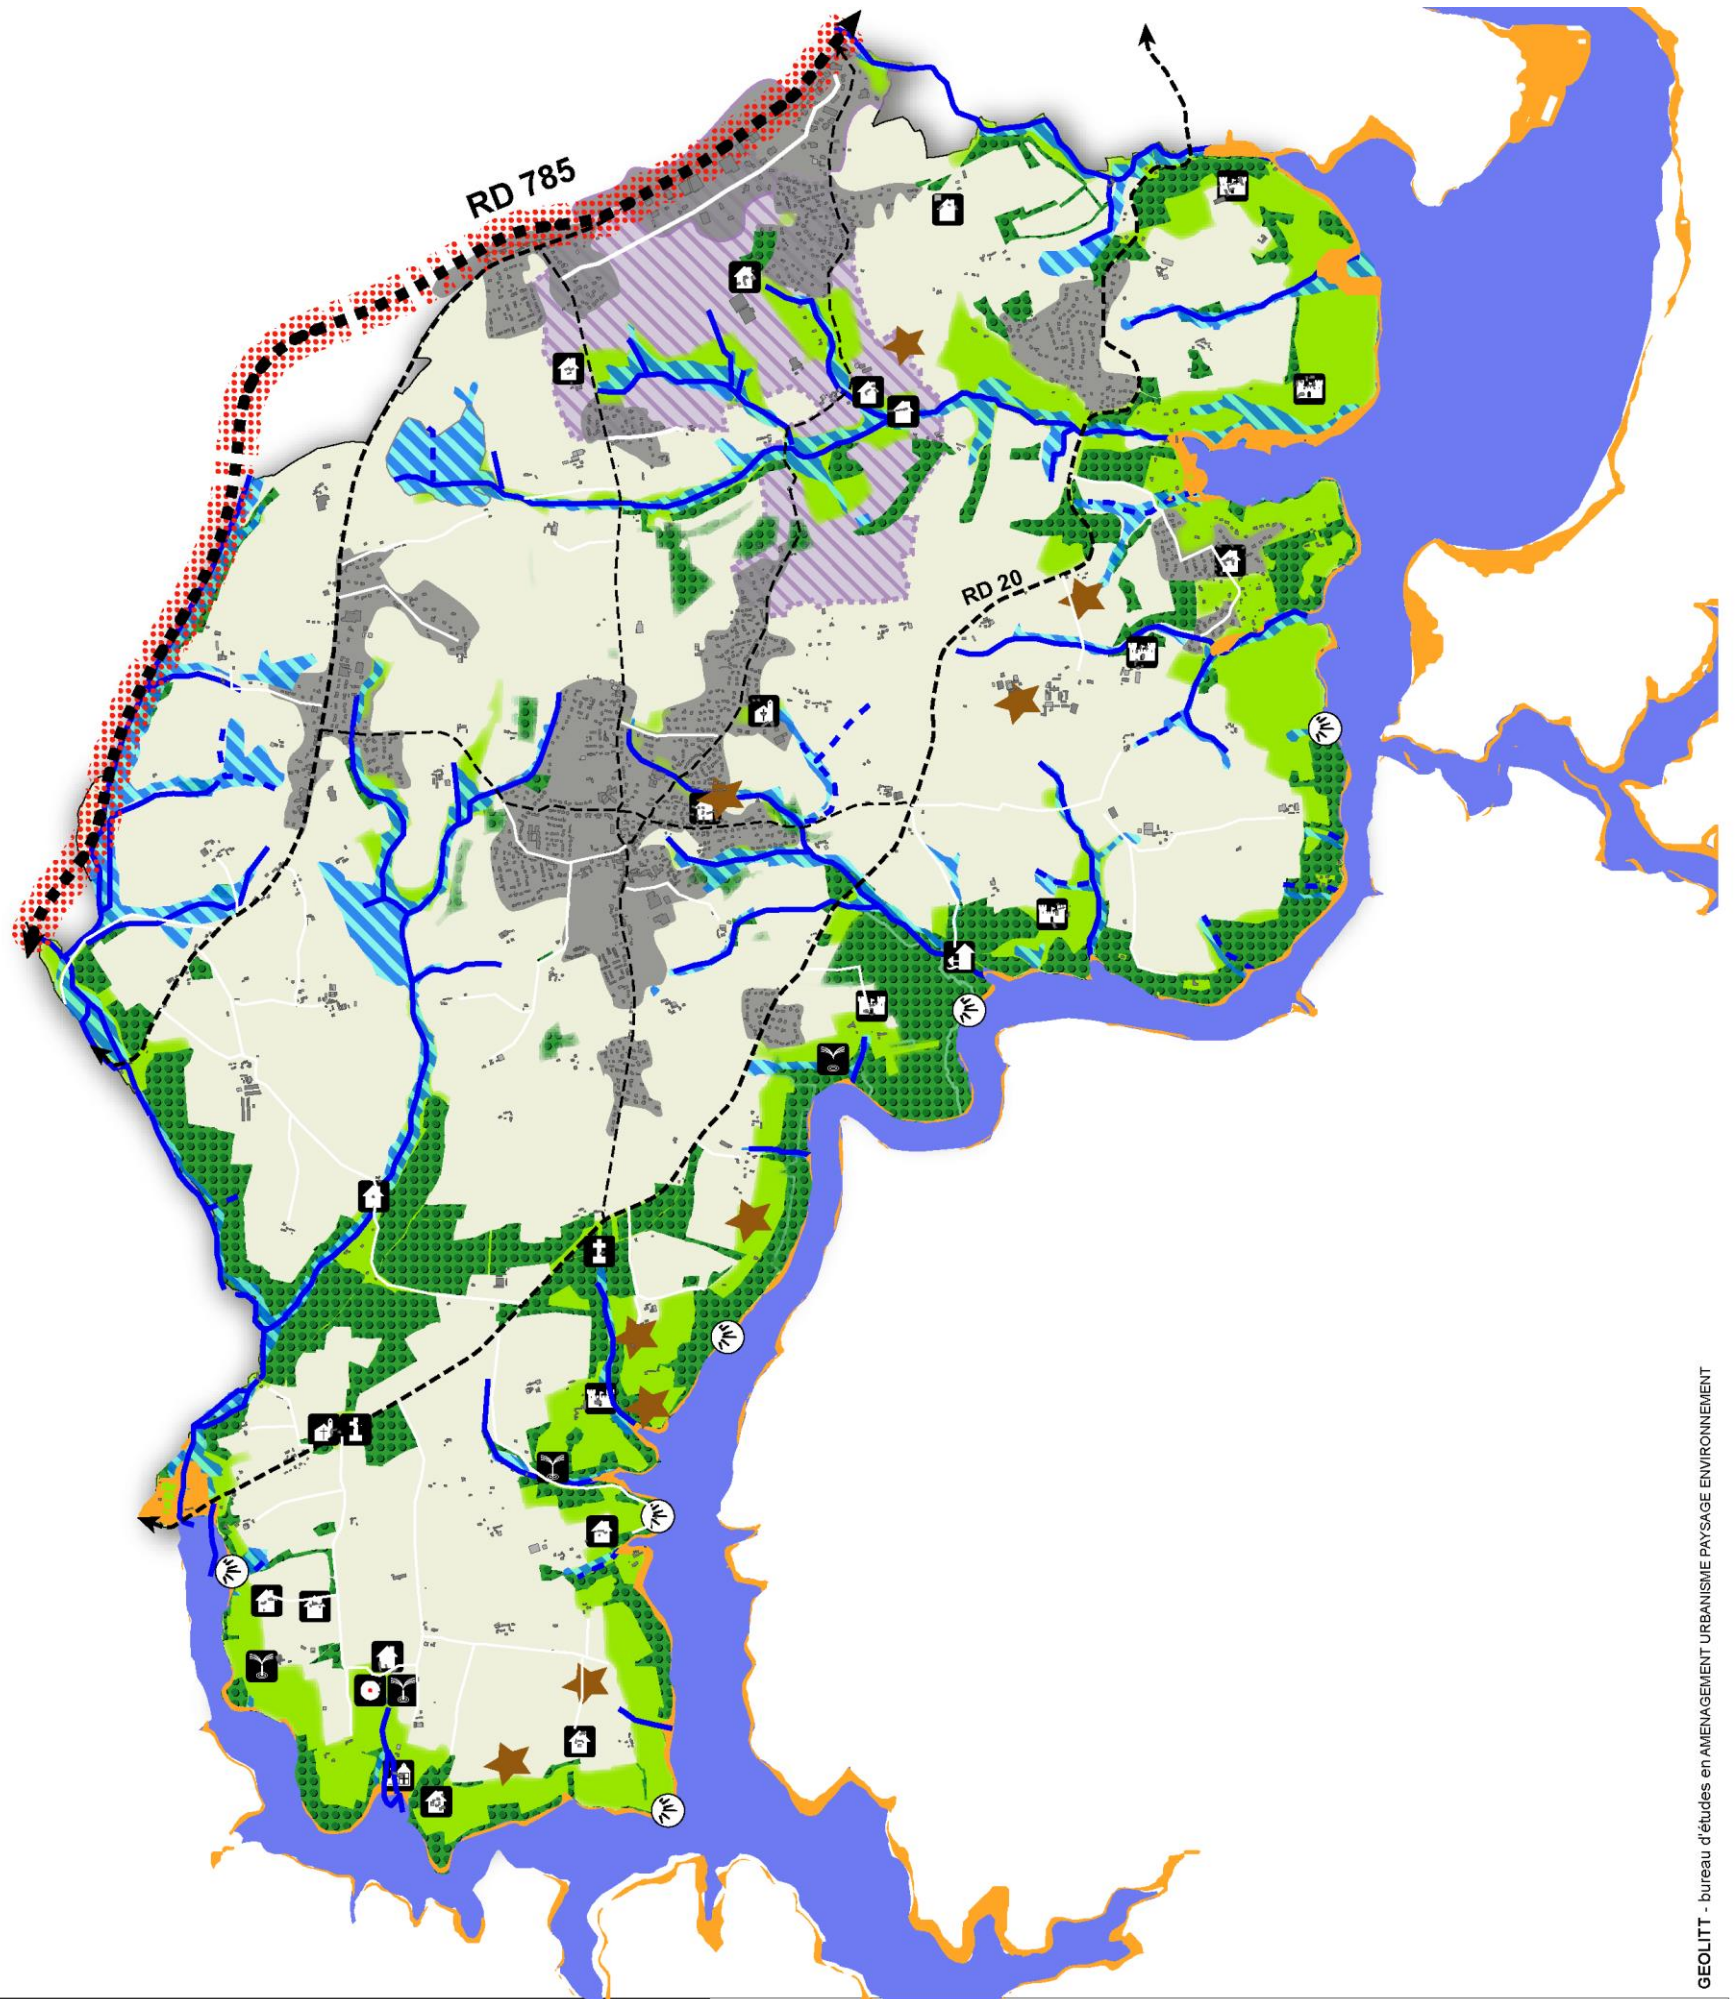 RD 785
RD 20
GEOLITT - bureau d'études en AMENAGEMENT URBANISME PAYSAGE ENVIRONNEMENT